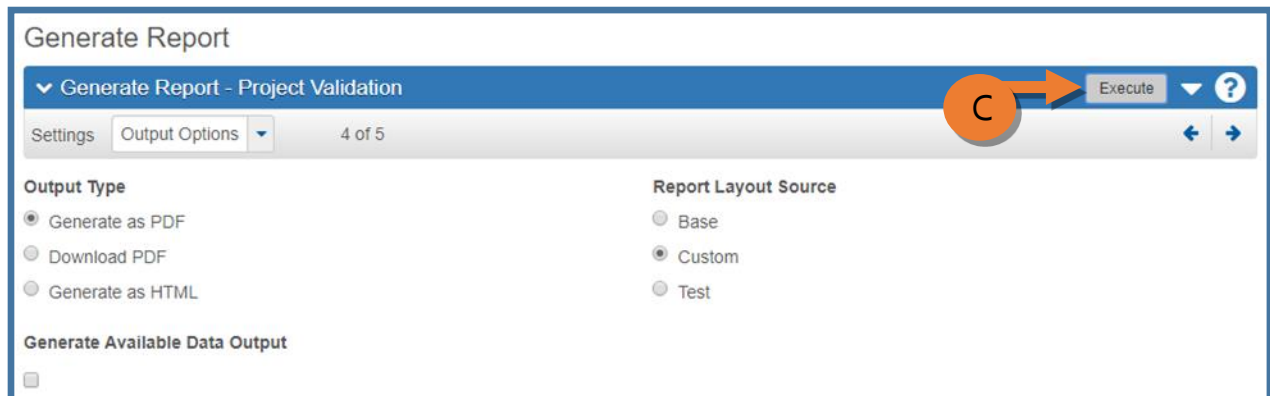 Generate Report
Generate Report - Project Validation
C
Execute
?
Settings
Output Options
4 of 5
Output Type
Report Layout Source
Generate as PDF
Base
Download PDF
Custom
Generate as HTML
Test
Generate Available Data Output